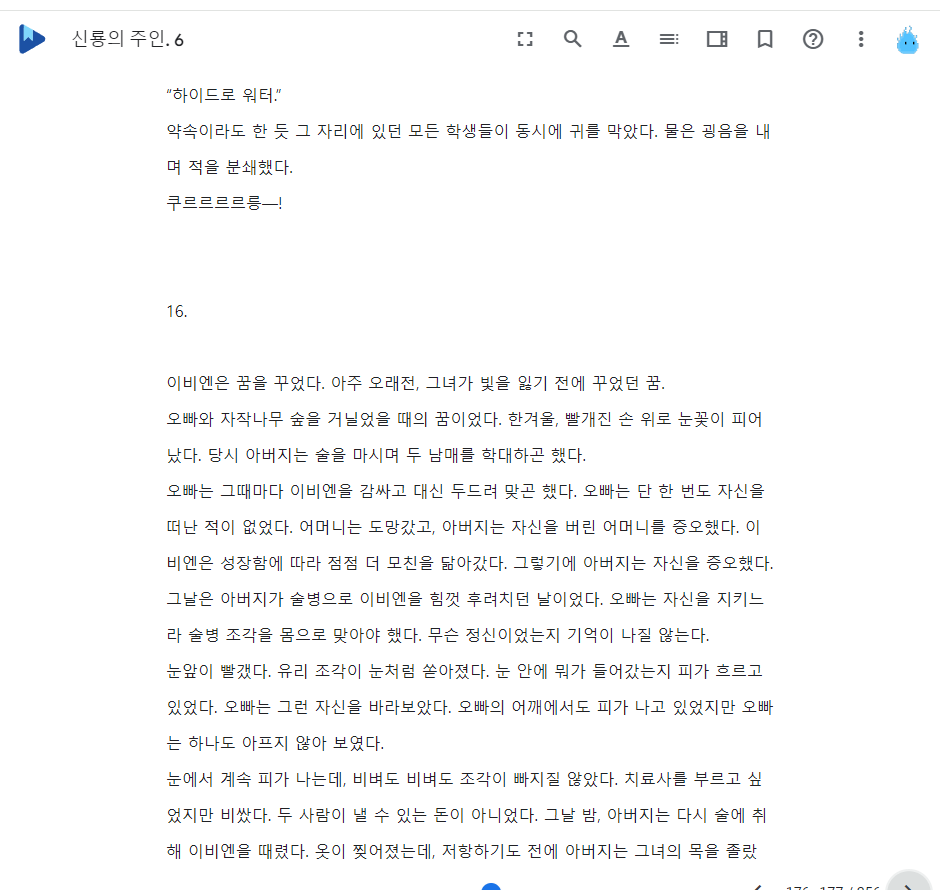 신룡의 주인. 6
“하이드로 워터.”
약속이라도 한 듯 그 자리에 있던 모든 학생들이 동시에 귀를 막았다. 물은 굉음을 내
며 적을 분쇄했다.
쿠르르르르릉—!
16.
이비엔은 꿈을 꾸었다. 아주 오래전, 그녀가 빛을 잃기 전에 꾸었던 꿈.
오빠와 자작나무 숲을 거닐었을 때의 꿈이었다. 한겨울, 빨개진 손 위로 눈꽃이 피어
났다. 당시 아버지는 술을 마시며 두 남매를 학대하곤 했다.
오빠는 그때마다 이비엔을 감싸고 대신 두드려 맞곤 했다. 오빠는 단 한 번도 자신을
떠난 적이 없었다. 어머니는 도망갔고, 아버지는 자신을 버린 어머니를 증오했다. 이
비엔은 성장함에 따라 점점 더 모친을 닮아갔다. 그렇기에 아버지는 자신을 증오했다.
그날은 아버지가 술병으로 이비엔을 힘껏 후려치던 날이었다. 오빠는 자신을 지키느
라 술병 조각을 몸으로 맞아야 했다. 무슨 정신이었는지 기억이 나질 않는다.
눈앞이 빨갰다. 유리 조각이 눈처럼 쏟아졌다. 눈 안에 뭐가 들어갔는지 피가 흐르고
있었다. 오빠는 그런 자신을 바라보았다. 오빠의 어깨에서도 피가 나고 있었지만 오빠
는 하나도 아프지 않아 보였다.
눈에서 계속 피가 나는데, 비벼도 비벼도 조각이 빠지질 않았다. 치료사를 부르고 싶
었지만 비쌌다. 두 사람이 낼 수 있는 돈이 아니었다. 그날 밤, 아버지는 다시 술에 취
해 이비엔을 때렸다. 옷이 찢어졌는데, 저항하기도 전에 아버지는 그녀의 목을 졸랐